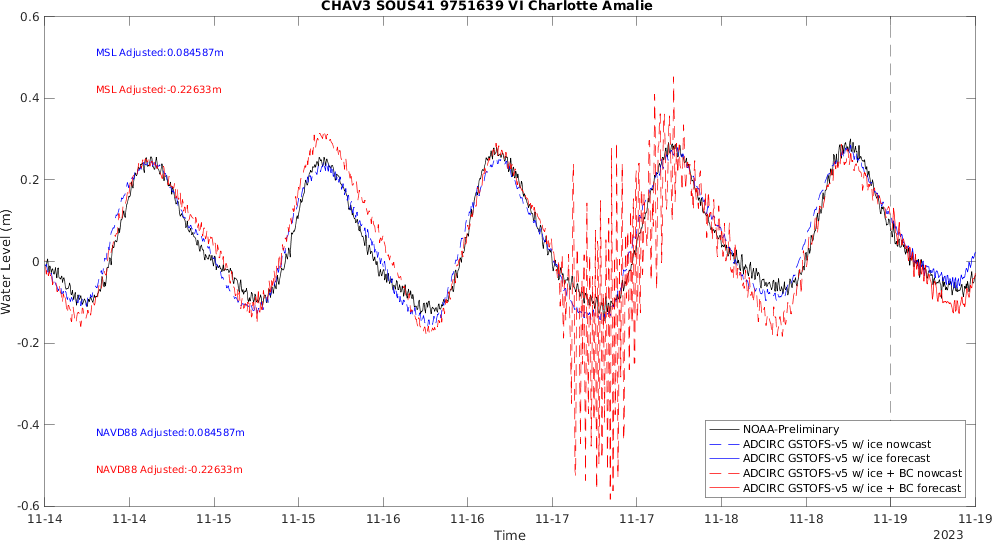 CHAV3 SOUS41 9751639 VI Charlotte Amalie
0.6
0.4
0.2
0
-0.2
-0.4
-0.6
Water Level (m)
MSL Adjusted:0.084587m
MSL Adjusted:-0.22633m
NAVD88 Adjusted:0.084587m
NAVD88 Adjusted:-0.22633m
NOAA-Preliminary
ADCIRC GSTOFS-v5 w/ ice nowcast
ADCIRC GSTOFS-v5 w/ ice forecast
ADCIRC GSTOFS-v5 w/ ice + BC nowcast
ADCIRC GSTOFS-v5 w/ ice + BC forecast
11-14 11-14 11-15 11-15 11-16 11-16 11-17 11-17 11-18 11-18 11-19 11-19
Time
2023